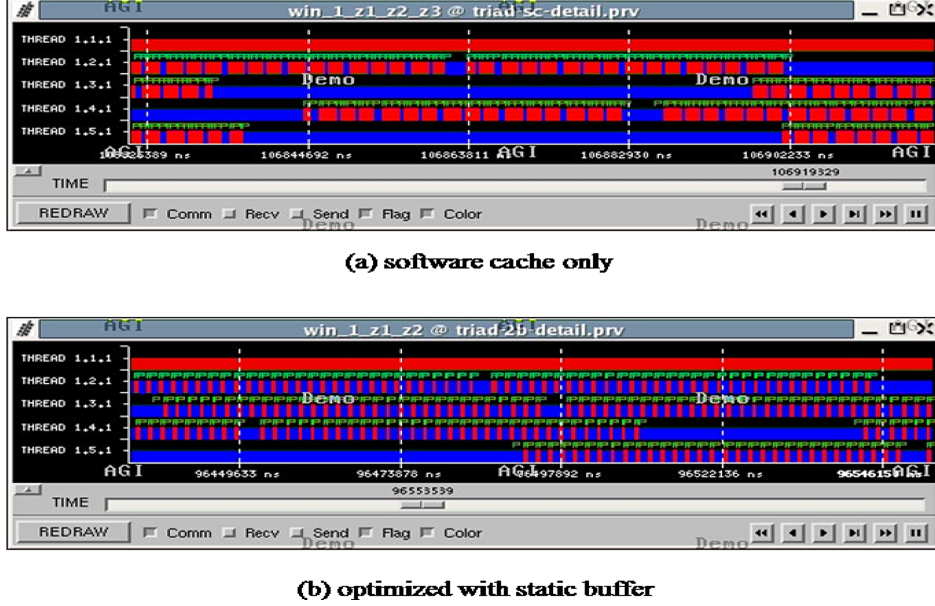 AGI AGI AGI
win_1_z1_z2_z3 @ triad-sc-detail.prv
THREAD 1.1.1
THREAD 1.2.1
Demo Demo
THREAD 1.3.1
THREAD 1.4.1
THREAD 1.5.1
AGI AGI AGI
106844692 ns 106863811 106882930 ns 106902233 ns
106919329
TIME
REDRAW Comm Recv Send Flag Color
Demo Demo
(a) software cache only
AGI AGI AGI
win_1_z1_z2 @ triad-2b-detail.prv
THREAD 1.1.1
THREAD 1.2.1
Demo Demo
THREAD 1.3.1
THREAD 1.4.1
THREAD 1.5.1
AGI AGI AGI
96449633 ns 96473878 ns 96497892 ns 96522136 ns
96553539
TIME
REDRAW Comm Recv Send Flag Color
Demo Demo
(b) optimized with static buffer